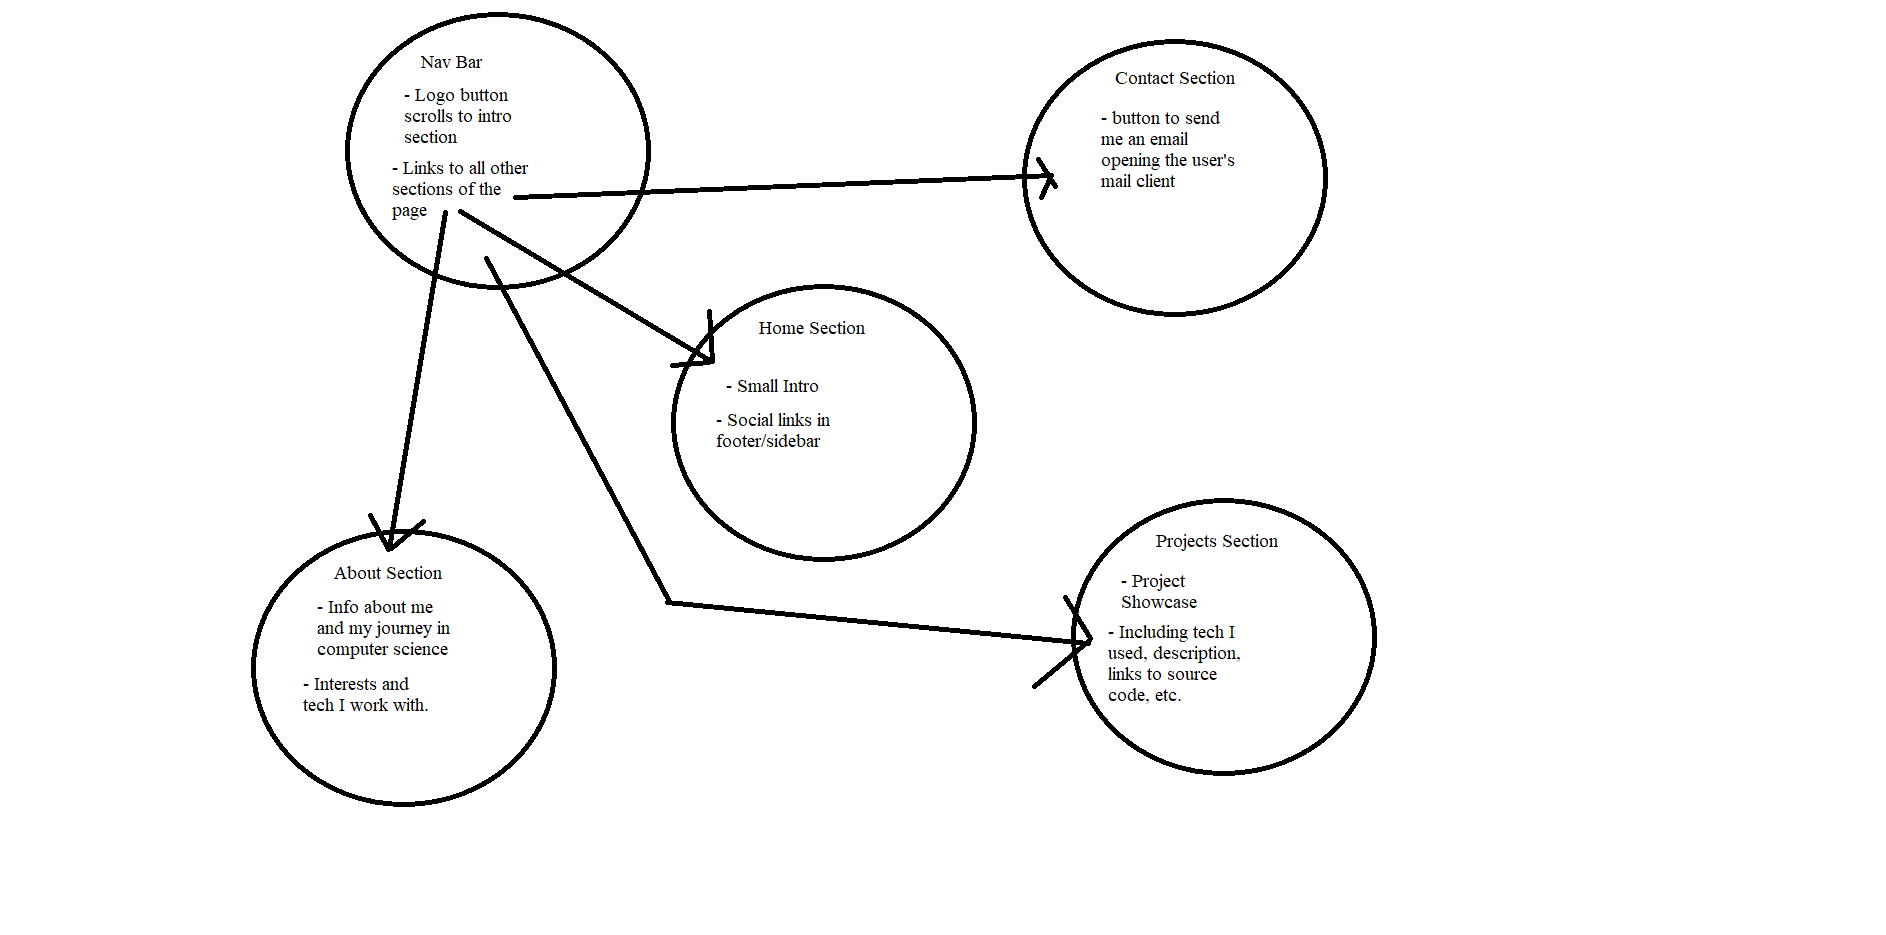 Nav Bar
- Logo button
scrolls to intro
section
- Links to all other
sections of the
page
Contact Section
- button to send
me an email
opening the user's
mail client
Home Section
- Small Intro
- Social links in
footer/sidebar
About Section
- Info about me
and my journey in
computer science
- Interests and
tech I work with.
Projects Section
- Project
Showcase
- Including tech I
used, description,
links to source
code, etc.